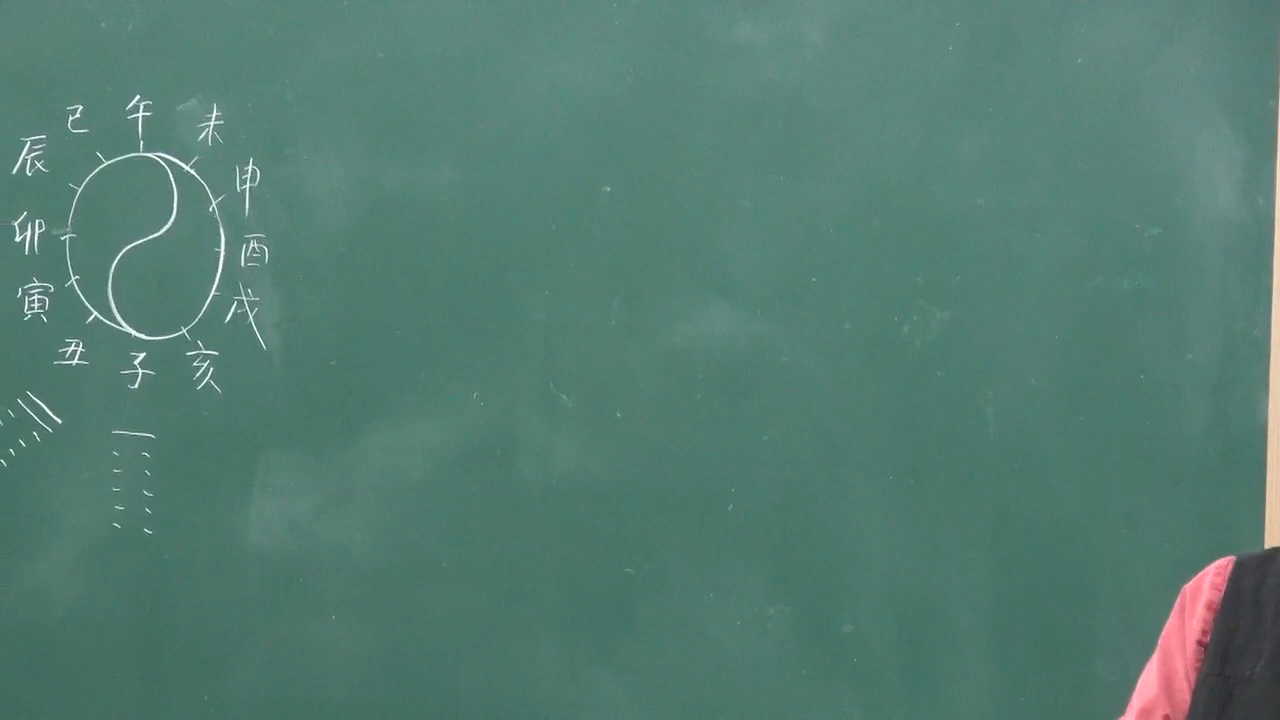 午
未
申
酉
戌
亥
子
丑
寅
卯
辰
巳